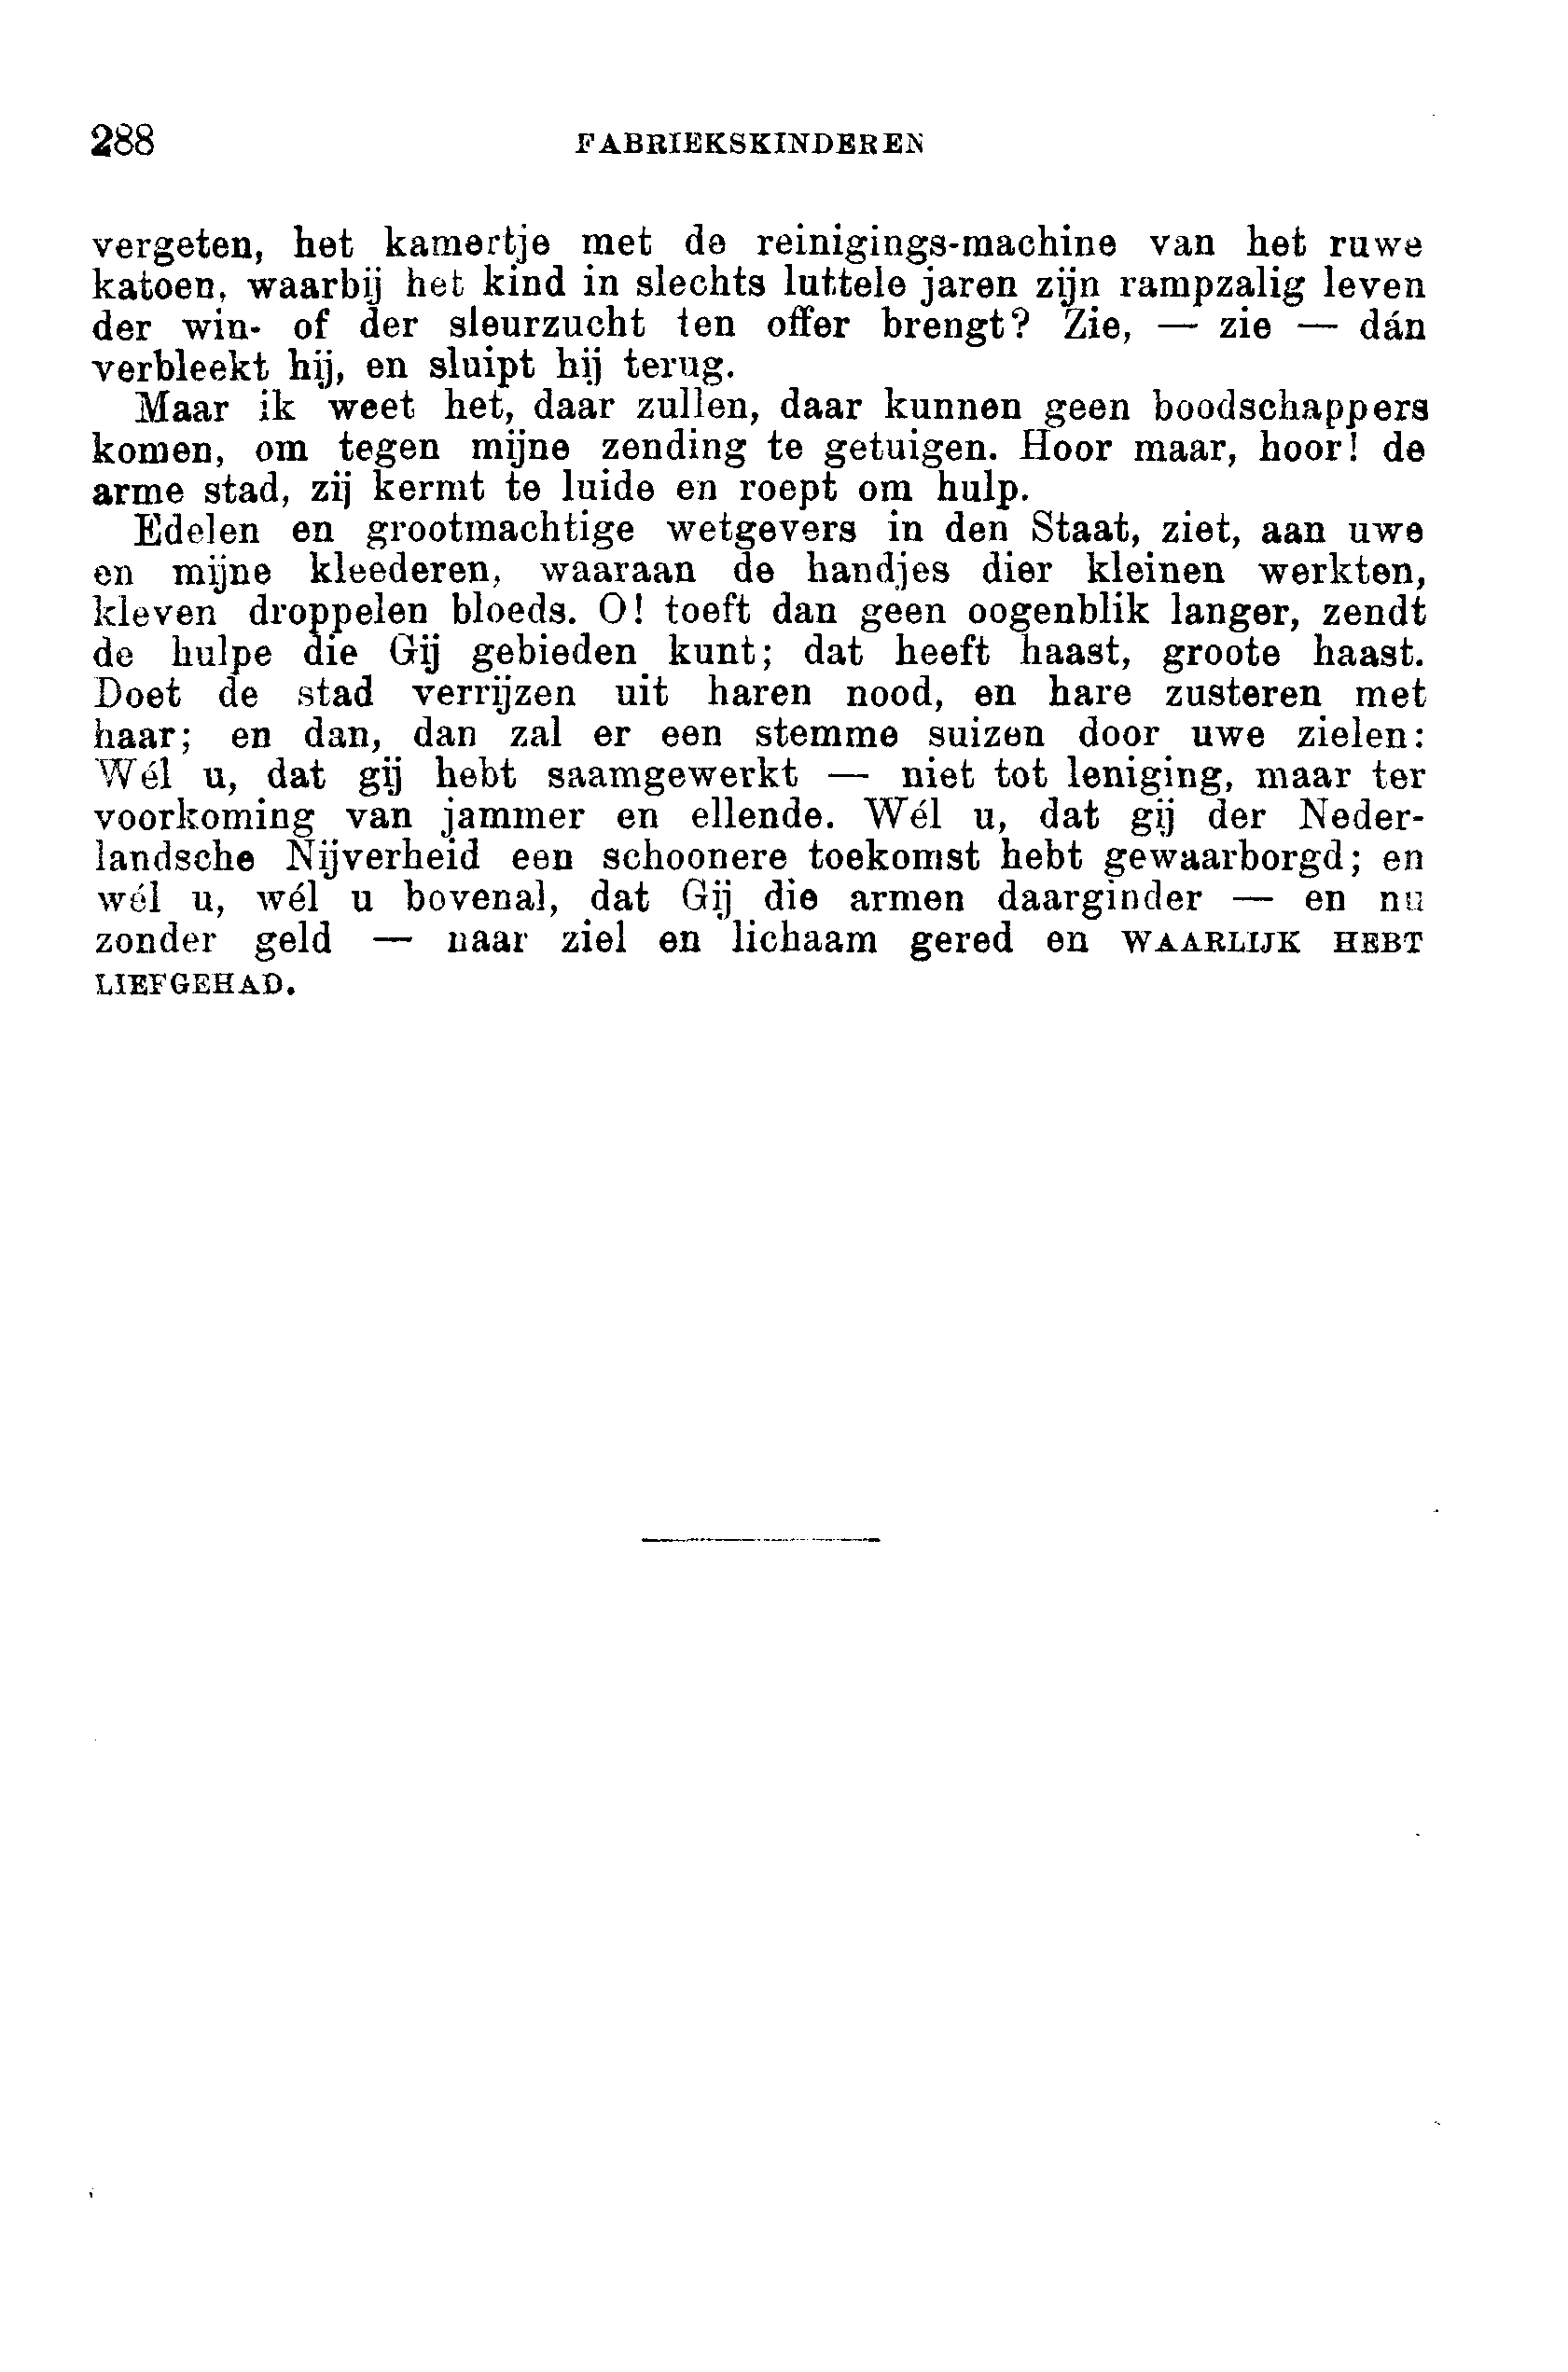 288 FABRIEKSKINDEREN
vergeten, het kamertje met de reinigings-machine van het ruwe
katoen, waarbij het kind in slechts luttele jaren zijn rampzalig leven
der win- of der sleurzucht ten offer brengt? Zie, — zie — dán
verbleekt hij, en sluipt hij terug.
Maar ik weet het, daar zullen, daar kunnen geen boodschappers
komen, om tegen mijne zending te getuigen. Hoor maar, hoor! de
arme stad, zij kermt te luide en roept om hulp.
Edelen en grootmachtige wetgevers in den Staat, ziet, aan uwe
en mijne kleederen, waaraan de handjes dier kleinen werkten,
kleven droppelen bloeds. O! toeft dan geen oogenblik langer, zendt
de hulpe die Gij gebieden kunt; dat heeft haast, groote haast.
Doet de stad verrijzen uit haren nood, en hare zusteren met
haar; en dan, dan zal er een stemme suizen door uwe zielen:
Wél u, dat gij hebt saamgewerkt — niet tot leniging, maar ter
voorkoming van jammer en ellende. Wél u, dat gij der Neder-
landsche Nijverheid een schoonere toekomst hebt gewaarborgd; en
wél u, wél u bovenal, dat Gij die armen daarginder — en nu
zonder geld — naar ziel en lichaam gered en WAARLIJK HEBT
LIEFGEHAD.